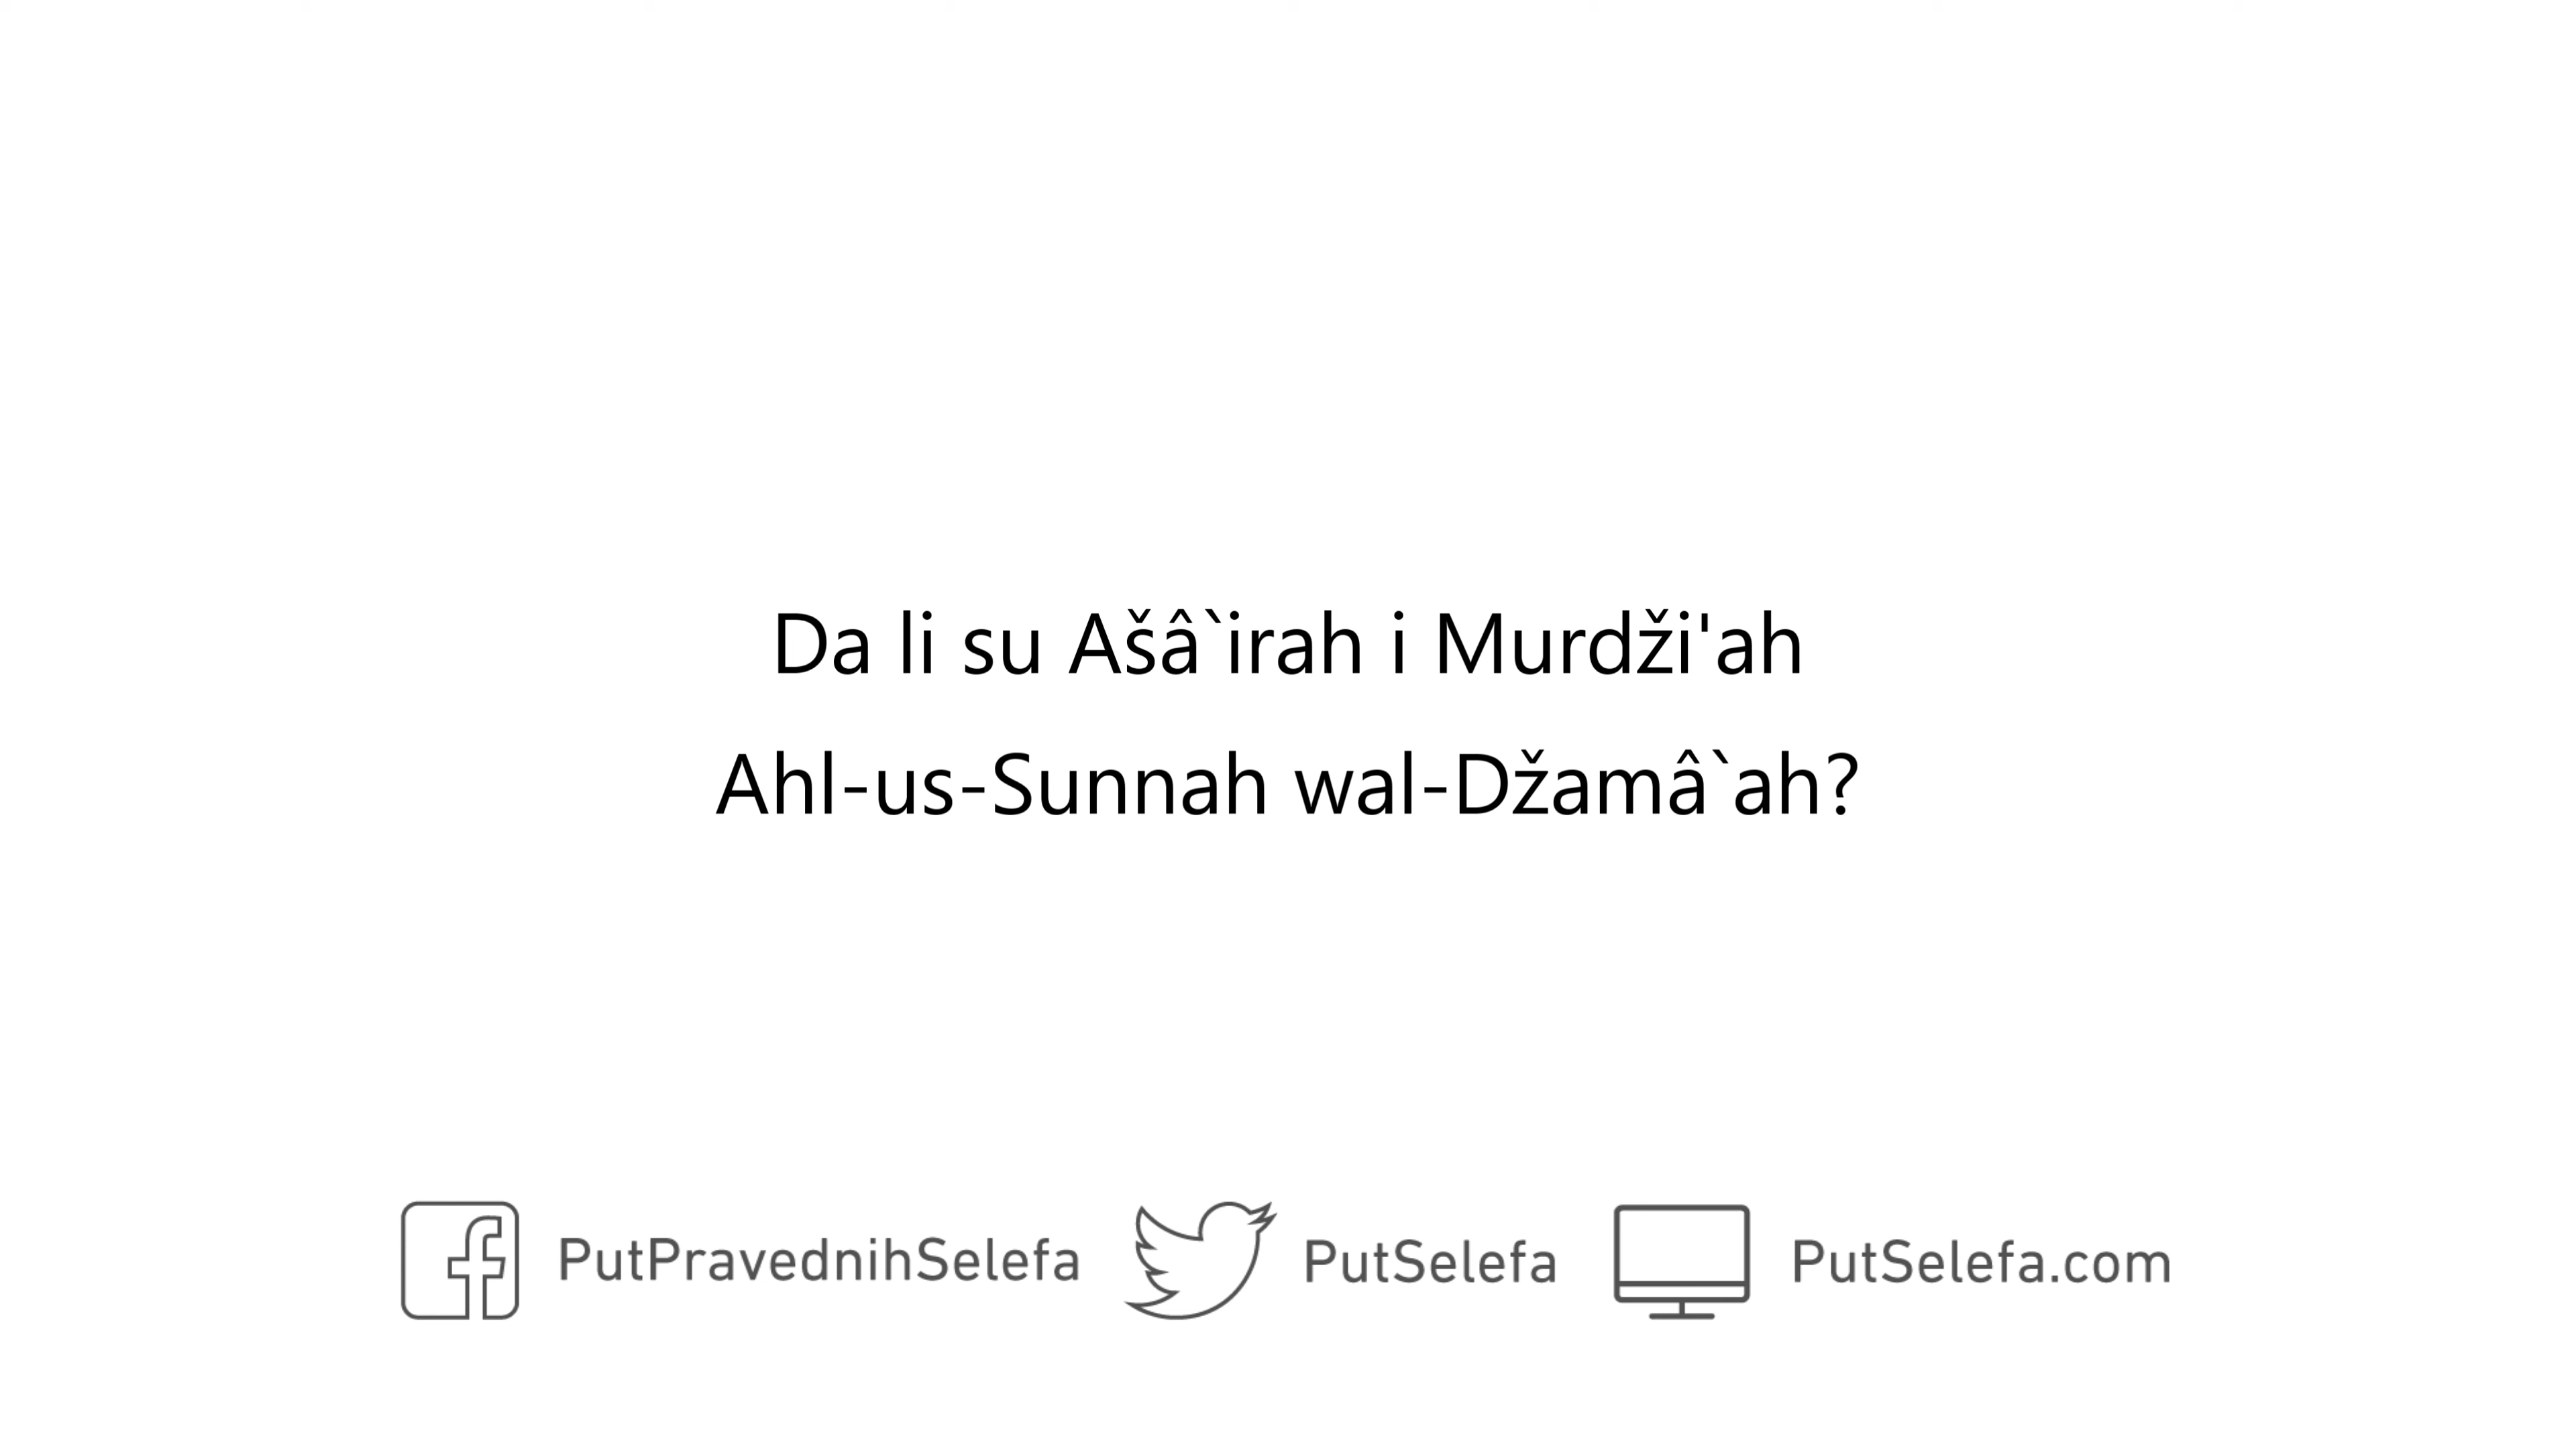 Da li su Ašâ`irah i Murdži'ah
Ahl-us-Sunnah wal-Džamâ`ah?
PutPravednihSelefa PutSelefa PutSelefa.com